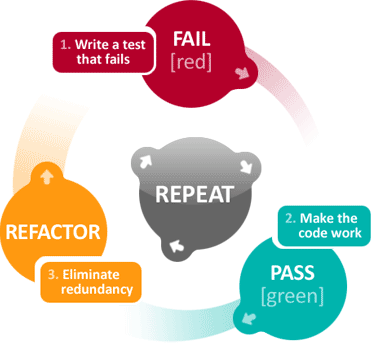 FAIL
[red]
1. Write a test
that fails
REPEAT
2. Make the
code work
PASS
[green]
REFACTOR
3. Eliminate
redundancy